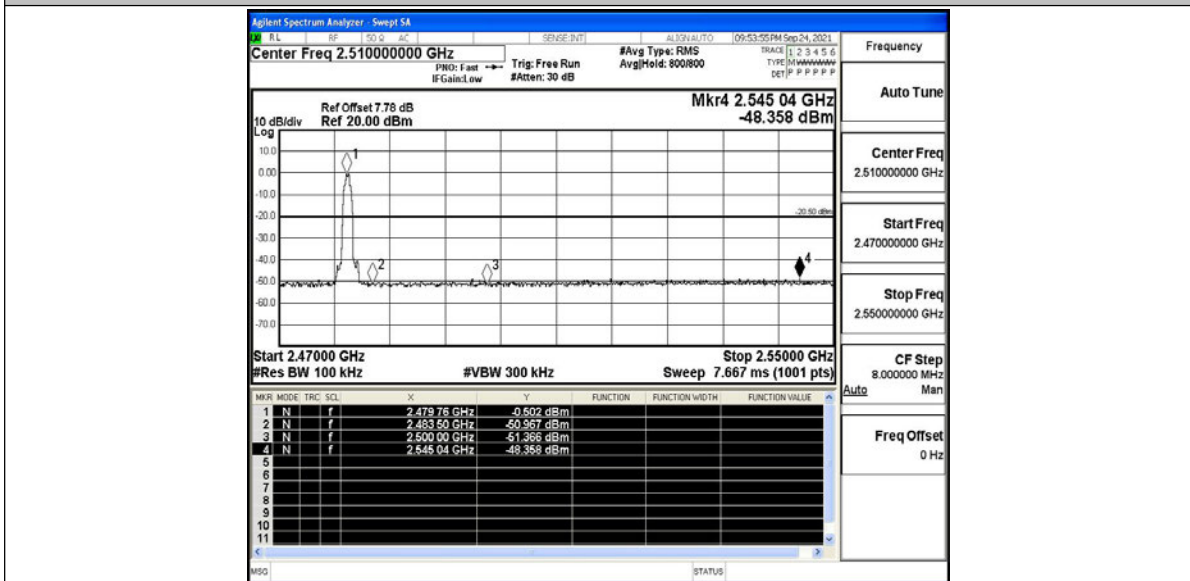 Agilent Spectrum Analyzer - Swept SA
RL RF 50 Ω AC SENSE:INT ALIGNAUTO 09:53:55 PM Sep 24, 2021
Center Freq 2.510000000 GHz
PNO: Fast
IFGain:Low
Trig: Free Run
#Atten: 30 dB
#Avg Type: RMS
Avg|Hold: 800/800
TRACE 1 2 3 4 5 6
TYPE M
DET P P P P P P
Ref Offset 7.78 dB
Ref 20.00 dBm
Mkr4 2.545 04 GHz
-48.358 dBm
10 dB/div
Log
10.0
0.00
-10.0
-20.0
-30.0
-40.0
-50.0
-60.0
-70.0
1
2
3
4
-20.50 dBm
Start 2.47000 GHz
Stop 2.55000 GHz
#Res BW 100 kHz
#VBW 300 kHz
Sweep 7.667 ms (1001 pts)
MKR MODE TRC SCL X Y FUNCTION FUNCTION WIDTH FUNCTION VALUE
1 N f 2.479 76 GHz -0.502 dBm
2 N f 2.483 50 GHz -50.967 dBm
3 N f 2.500 00 GHz -51.366 dBm
4 N f 2.545 04 GHz -48.358 dBm
5
6
7
8
9
10
11
MSG
STATUS
Frequency
Auto Tune
Center Freq
2.510000000 GHz
Start Freq
2.470000000 GHz
Stop Freq
2.550000000 GHz
CF Step
8.000000 MHz
Auto Man
Freq Offset
0 Hz